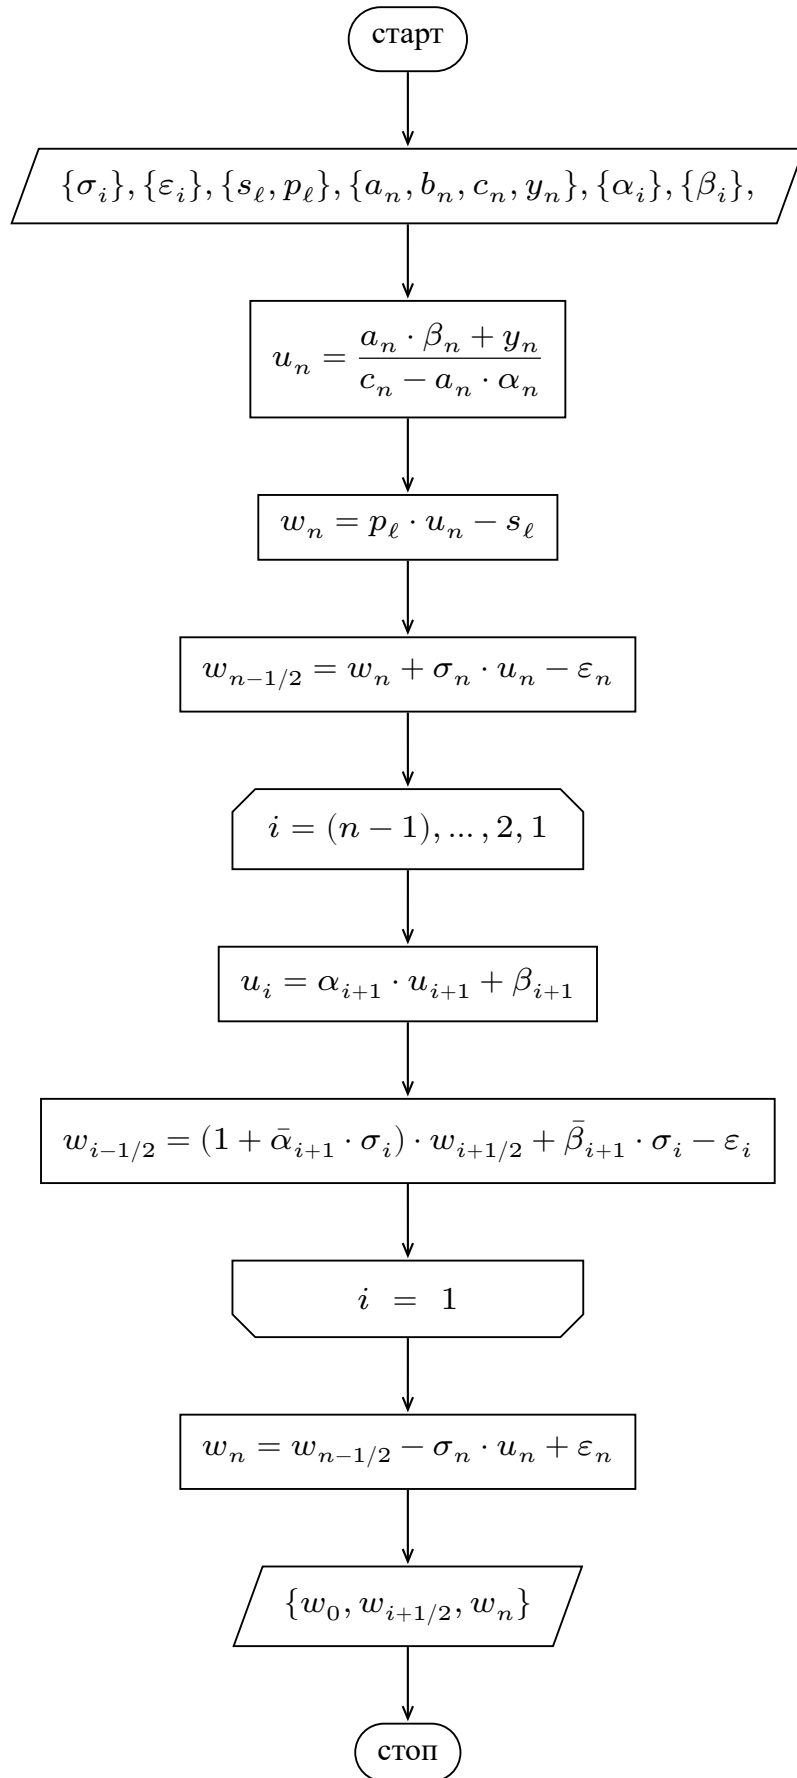 старт
{σ_i}, {ε_i}, {s_ℓ, p_ℓ}, {a_n, b_n, c_n, y_n}, {α_i}, {β_i},
u_n = \frac{a_n · β_n + y_n}{c_n − a_n · α_n}
w_n = p_ℓ · u_n − s_ℓ
w_{n−1/2} = w_n + σ_n · u_n − ε_n
i = (n − 1), … , 2, 1
u_i = α_{i+1} · u_{i+1} + β_{i+1}
w_{i−1/2} = (1 + \bar{α}_{i+1} · σ_i) · w_{i+1/2} + \bar{β}_{i+1} · σ_i − ε_i
i = 1
w_n = w_{n−1/2} − σ_n · u_n + ε_n
{w_0, w_{i+1/2}, w_n}
стоп